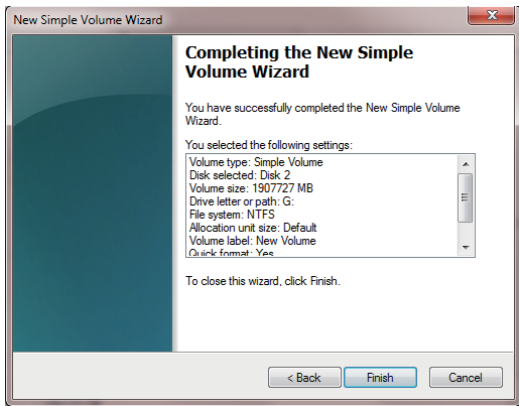 New Simple Volume Wizard
Completing the New Simple
Volume Wizard
You have successfully completed the New Simple Volume
Wizard.
You selected the following settings:
Volume type: Simple Volume
Disk selected: Disk 2
Volume size: 1907727 MB
Drive letter or path: G:
File system: NTFS
Allocation unit size: Default
Volume label: New Volume
Quick format: Yes
To close this wizard, click Finish.
< Back
Finish
Cancel